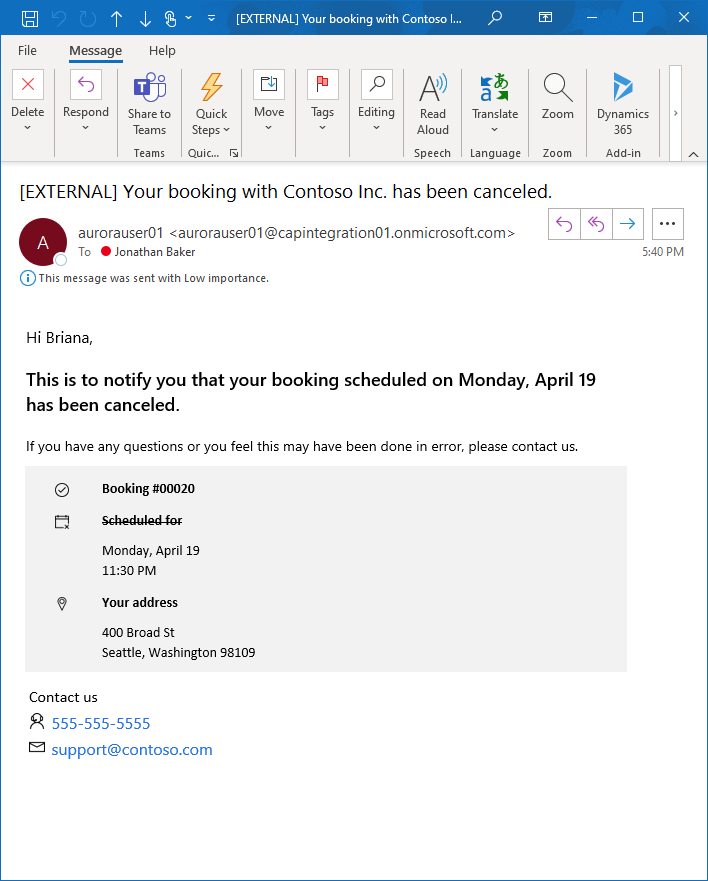 [EXTERNAL] Your booking with Contoso I...
File Message Help
Delete
Respond
Share to Teams
Quick Steps
Move
Tags
Editing
Read Aloud
Translate
Zoom
Dynamics 365
Teams
Quic...
Speech
Language
Zoom
Add-in
[EXTERNAL] Your booking with Contoso Inc. has been canceled.
A
aurorauser01 <aurorauser01@capintegration01.onmicrosoft.com>
To Jonathan Baker
5:40 PM
This message was sent with Low importance.
Hi Briana,
This is to notify you that your booking scheduled on Monday, April 19
has been canceled.
If you have any questions or you feel this may have been done in error, please contact us.
Booking #00020
Scheduled for
Monday, April 19
11:30 PM
Your address
400 Broad St
Seattle, Washington 98109
Contact us
555-555-5555
support@contoso.com